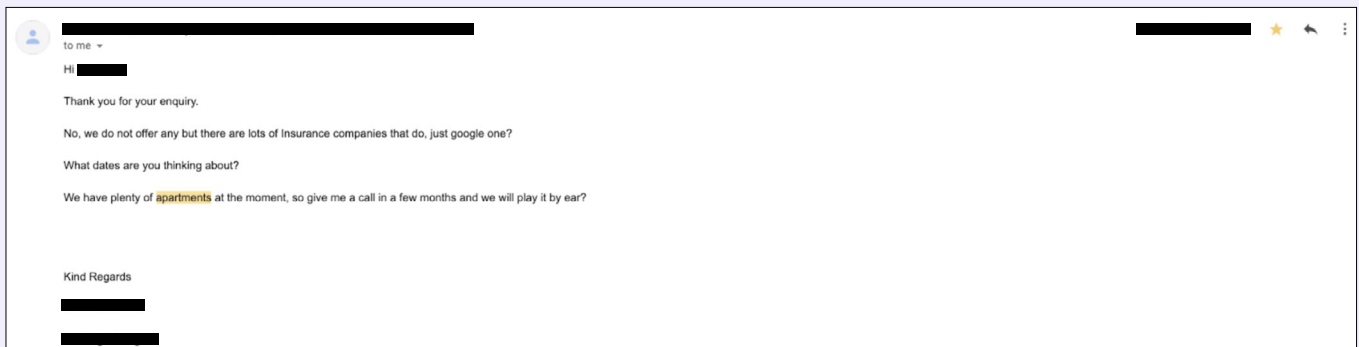 to me
Hi
Thank you for your enquiry.
No, we do not offer any but there are lots of Insurance companies that do, just google one?
What dates are you thinking about?
We have plenty of apartments at the moment, so give me a call in a few months and we will play it by ear?
Kind Regards